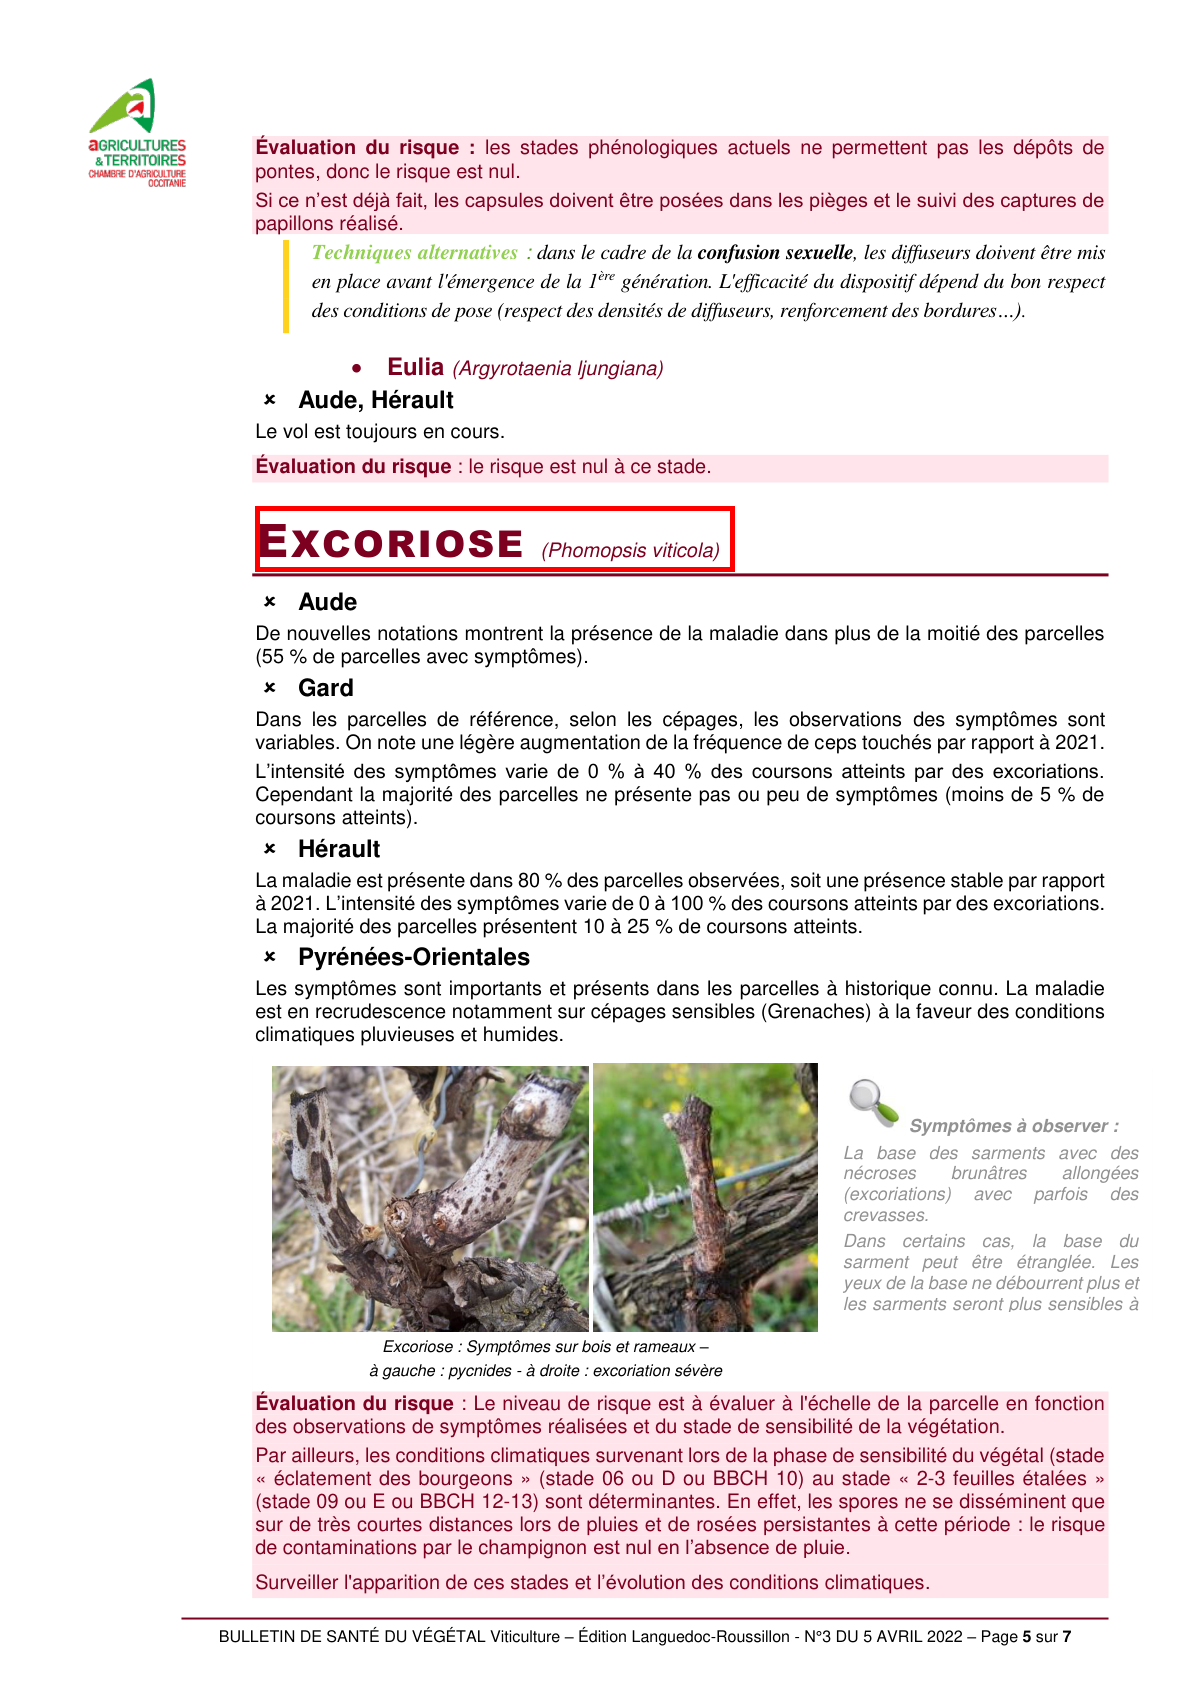 aGRICULTURES
& TERRITOIRES
CHAMBRE D'AGRICULTURE
OCCITANIE
Évaluation du risque : les stades phénologiques actuels ne permettent pas les dépôts de
pontes, donc le risque est nul.
Si ce n’est déjà fait, les capsules doivent être posées dans les pièges et le suivi des captures de
papillons réalisé.
Techniques alternatives : dans le cadre de la confusion sexuelle, les diffuseurs doivent être mis
en place avant l'émergence de la 1ère génération. L'efficacité du dispositif dépend du bon respect
des conditions de pose (respect des densités de diffuseurs, renforcement des bordures…).
• Eulia (Argyrotaenia ljungiana)
× Aude, Hérault
Le vol est toujours en cours.
Évaluation du risque : le risque est nul à ce stade.
EXCORIOSE (Phomopsis viticola)
× Aude
De nouvelles notations montrent la présence de la maladie dans plus de la moitié des parcelles
(55 % de parcelles avec symptômes).
× Gard
Dans les parcelles de référence, selon les cépages, les observations des symptômes sont
variables. On note une légère augmentation de la fréquence de ceps touchés par rapport à 2021.
L’intensité des symptômes varie de 0 % à 40 % des coursons atteints par des excoriations.
Cependant la majorité des parcelles ne présente pas ou peu de symptômes (moins de 5 % de
coursons atteints).
× Hérault
La maladie est présente dans 80 % des parcelles observées, soit une présence stable par rapport
à 2021. L’intensité des symptômes varie de 0 à 100 % des coursons atteints par des excoriations.
La majorité des parcelles présentent 10 à 25 % de coursons atteints.
× Pyrénées-Orientales
Les symptômes sont importants et présents dans les parcelles à historique connu. La maladie
est en recrudescence notamment sur cépages sensibles (Grenaches) à la faveur des conditions
climatiques pluvieuses et humides.
Symptômes à observer :
La base des sarments avec des
nécroses brunâtres allongées
(excoriations) avec parfois des
crevasses.
Dans certains cas, la base du
sarment peut être étranglée. Les
yeux de la base ne débourrent plus et
les sarments seront plus sensibles à
Excoriose : Symptômes sur bois et rameaux –
à gauche : pycnides - à droite : excoriation sévère
Évaluation du risque : Le niveau de risque est à évaluer à l'échelle de la parcelle en fonction
des observations de symptômes réalisées et du stade de sensibilité de la végétation.
Par ailleurs, les conditions climatiques survenant lors de la phase de sensibilité du végétal (stade
« éclatement des bourgeons » (stade 06 ou D ou BBCH 10) au stade « 2-3 feuilles étalées »
(stade 09 ou E ou BBCH 12-13) sont déterminantes. En effet, les spores ne se disséminent que
sur de très courtes distances lors de pluies et de rosées persistantes à cette période : le risque
de contaminations par le champignon est nul en l’absence de pluie.
Surveiller l'apparition de ces stades et l’évolution des conditions climatiques.
BULLETIN DE SANTÉ DU VÉGÉTAL Viticulture – Édition Languedoc-Roussillon - N°3 DU 5 AVRIL 2022 – Page 5 sur 7